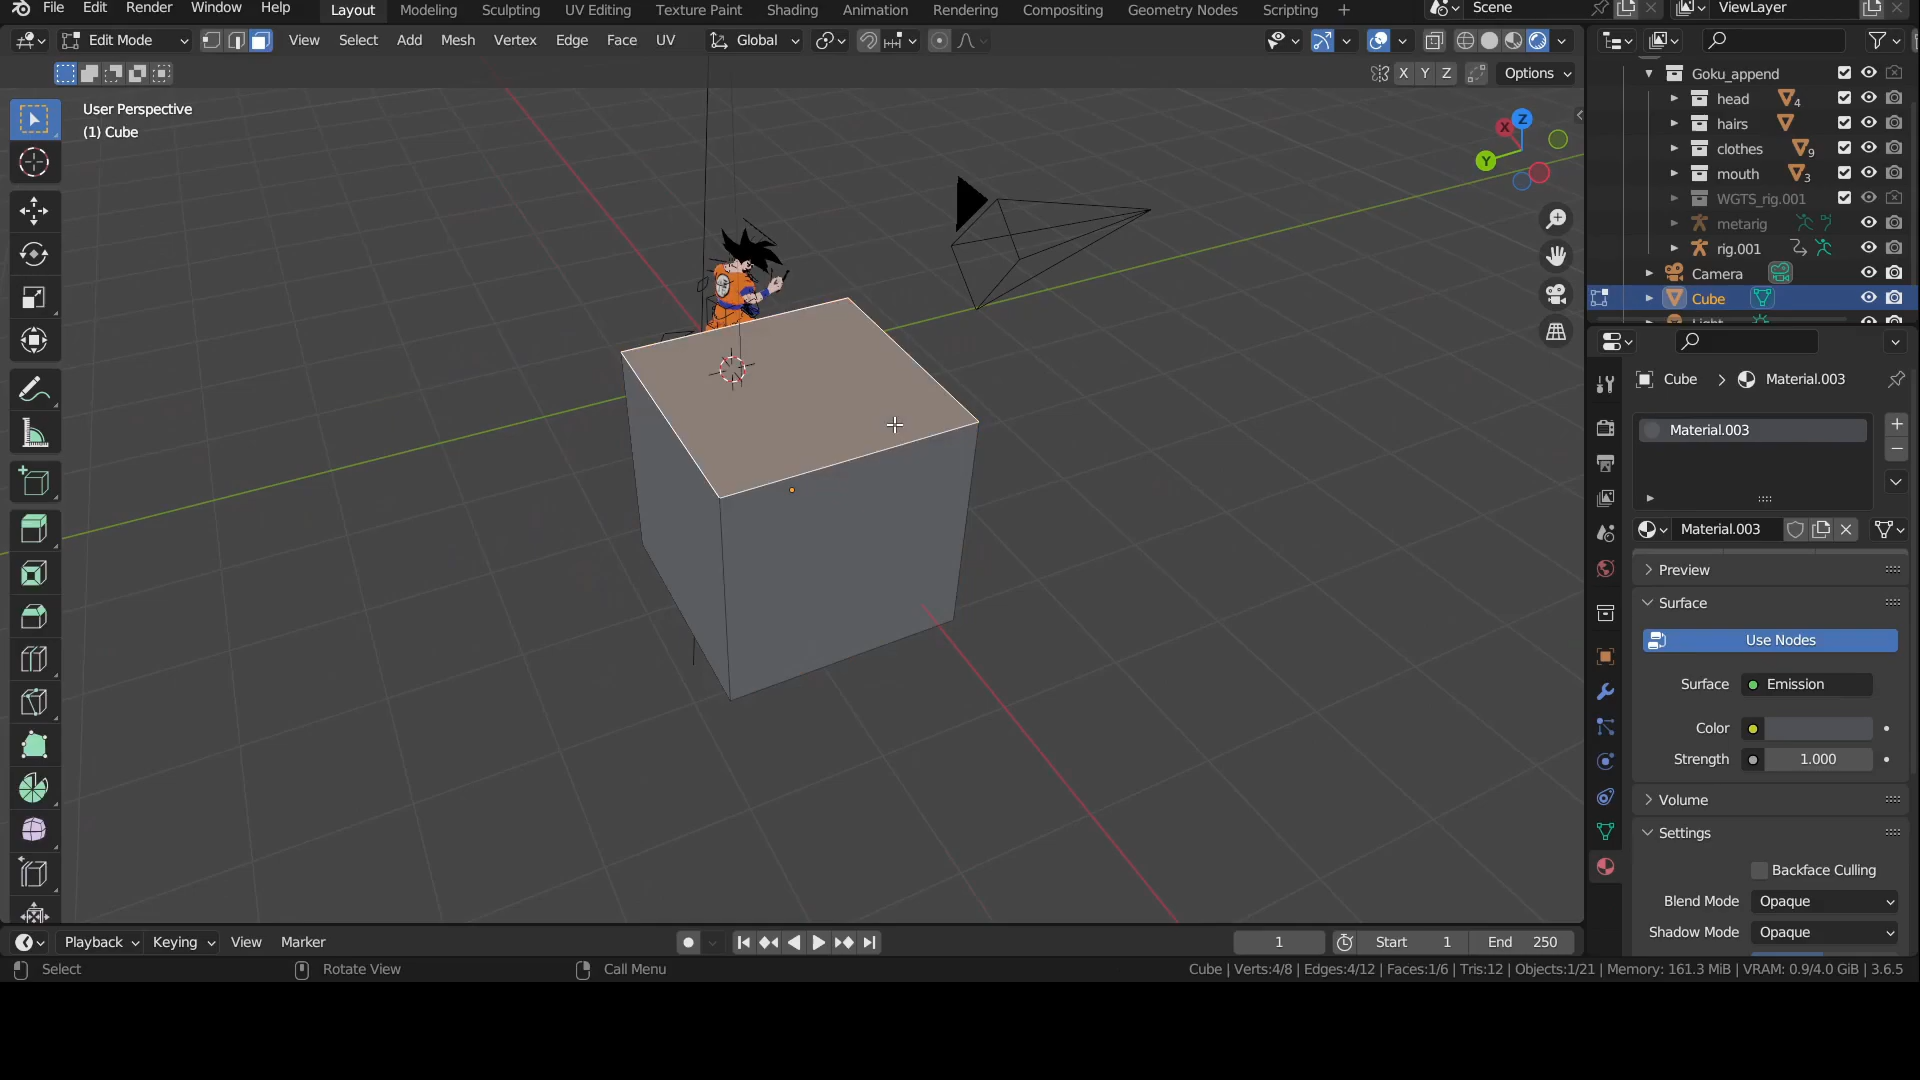 File Edit Render Window Help Layout Modeling Sculpting UV Editing Texture Paint Shading Animation Rendering Compositing Geometry Nodes Scripting + Scene ViewLayer
Edit Mode View Select Add Mesh Vertex Edge Face UV Global
X Y Z Options
User Perspective
(1) Cube
Z
X
Y
Goku_append
head 4
hairs
clothes 9
mouth 3
WGTS_rig.001
metarig
rig.001
Camera
Cube
Light
Cube > Material.003
Material.003
Material.003
Preview
Surface
Use Nodes
Surface Emission
Color
Strength 1.000
Volume
Settings
Backface Culling
Blend Mode Opaque
Shadow Mode Opaque
Playback Keying View Marker 1 Start 1 End 250
Select Rotate View Call Menu Cube | Verts:4/8 | Edges:4/12 | Faces:1/6 | Tris:12 | Objects:1/21 | Memory: 161.3 MiB | VRAM: 0.9/4.0 GiB | 3.6.5